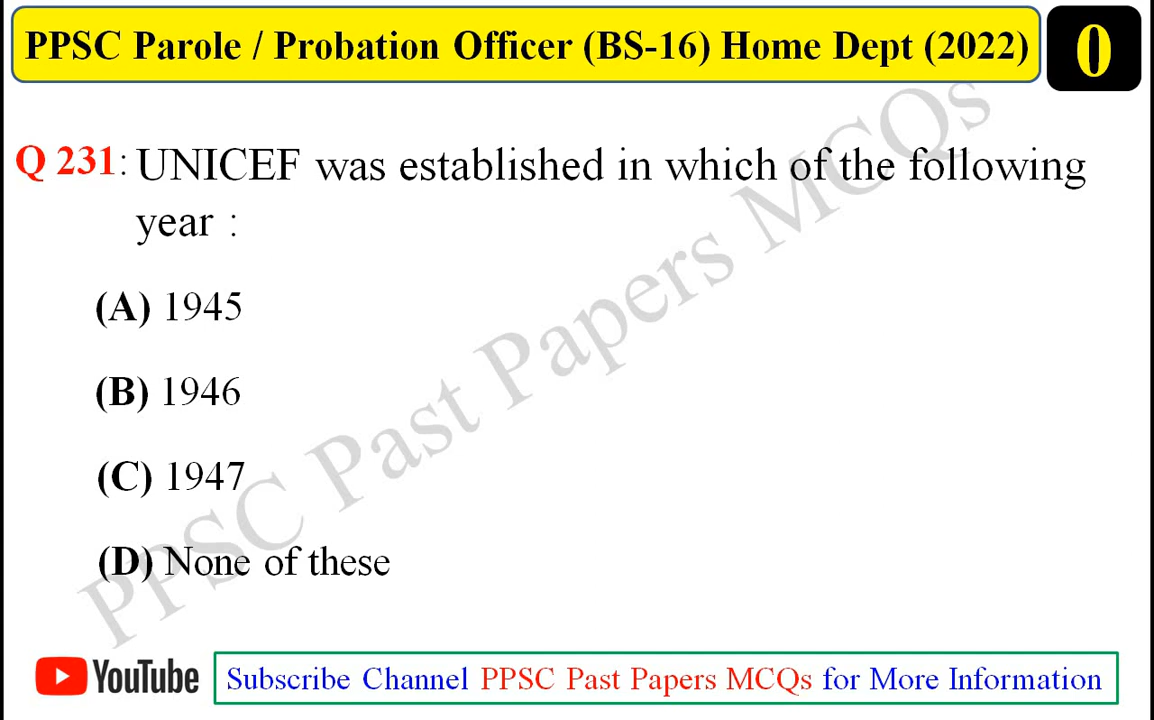 PPSC Parole / Probation Officer (BS-16) Home Dept (2022) 0
Q 231: UNICEF was established in which of the following
year :
(A) 1945
(B) 1946
(C) 1947
(D) None of these
PPSC Past Papers MCQs
YouTube Subscribe Channel PPSC Past Papers MCQs for More Information